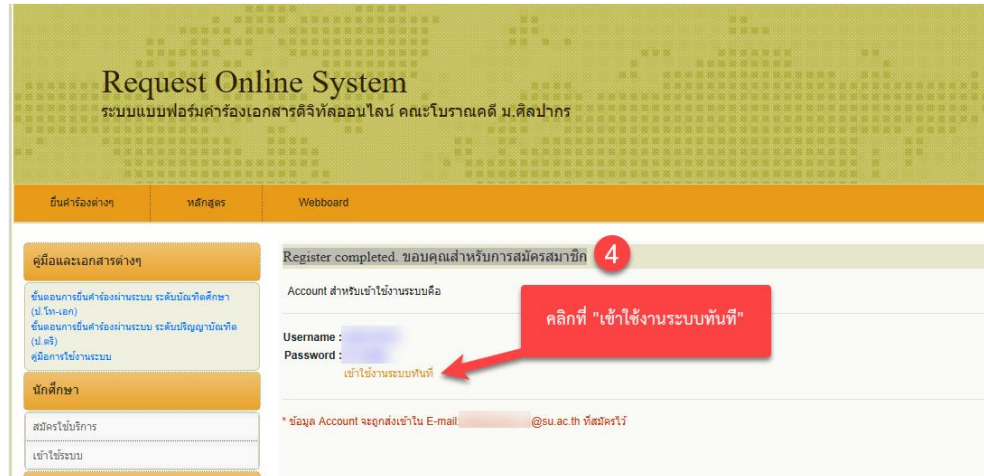 Request Online System
ระบบแบบฟอร์มคำร้องเอกสารดิจิทัลออนไลน์ คณะโบราณคดี ม.ศิลปากร
ยื่นคำร้องต่างๆ
หลักสูตร
Webboard
คู่มือและเอกสารต่างๆ
ขั้นตอนการยื่นคำร้องผ่านระบบ ระดับบัณฑิตศึกษา
(ป.โท-เอก)
ขั้นตอนการยื่นคำร้องผ่านระบบ ระดับปริญญาบัณฑิต
(ป.ตรี)
คู่มือการใช้งานระบบ
นักศึกษา
สมัครใช้บริการ
เข้าใช้ระบบ
Register completed. ขอบคุณสำหรับการสมัครสมาชิก
4
Account สำหรับเข้าใช้งานระบบคือ
คลิกที่ "เข้าใช้งานระบบทันที"
Username :
Password :
เข้าใช้งานระบบทันที
* ข้อมูล Account จะถูกส่งเข้าใน E-mail. @su.ac.th ที่สมัครไว้